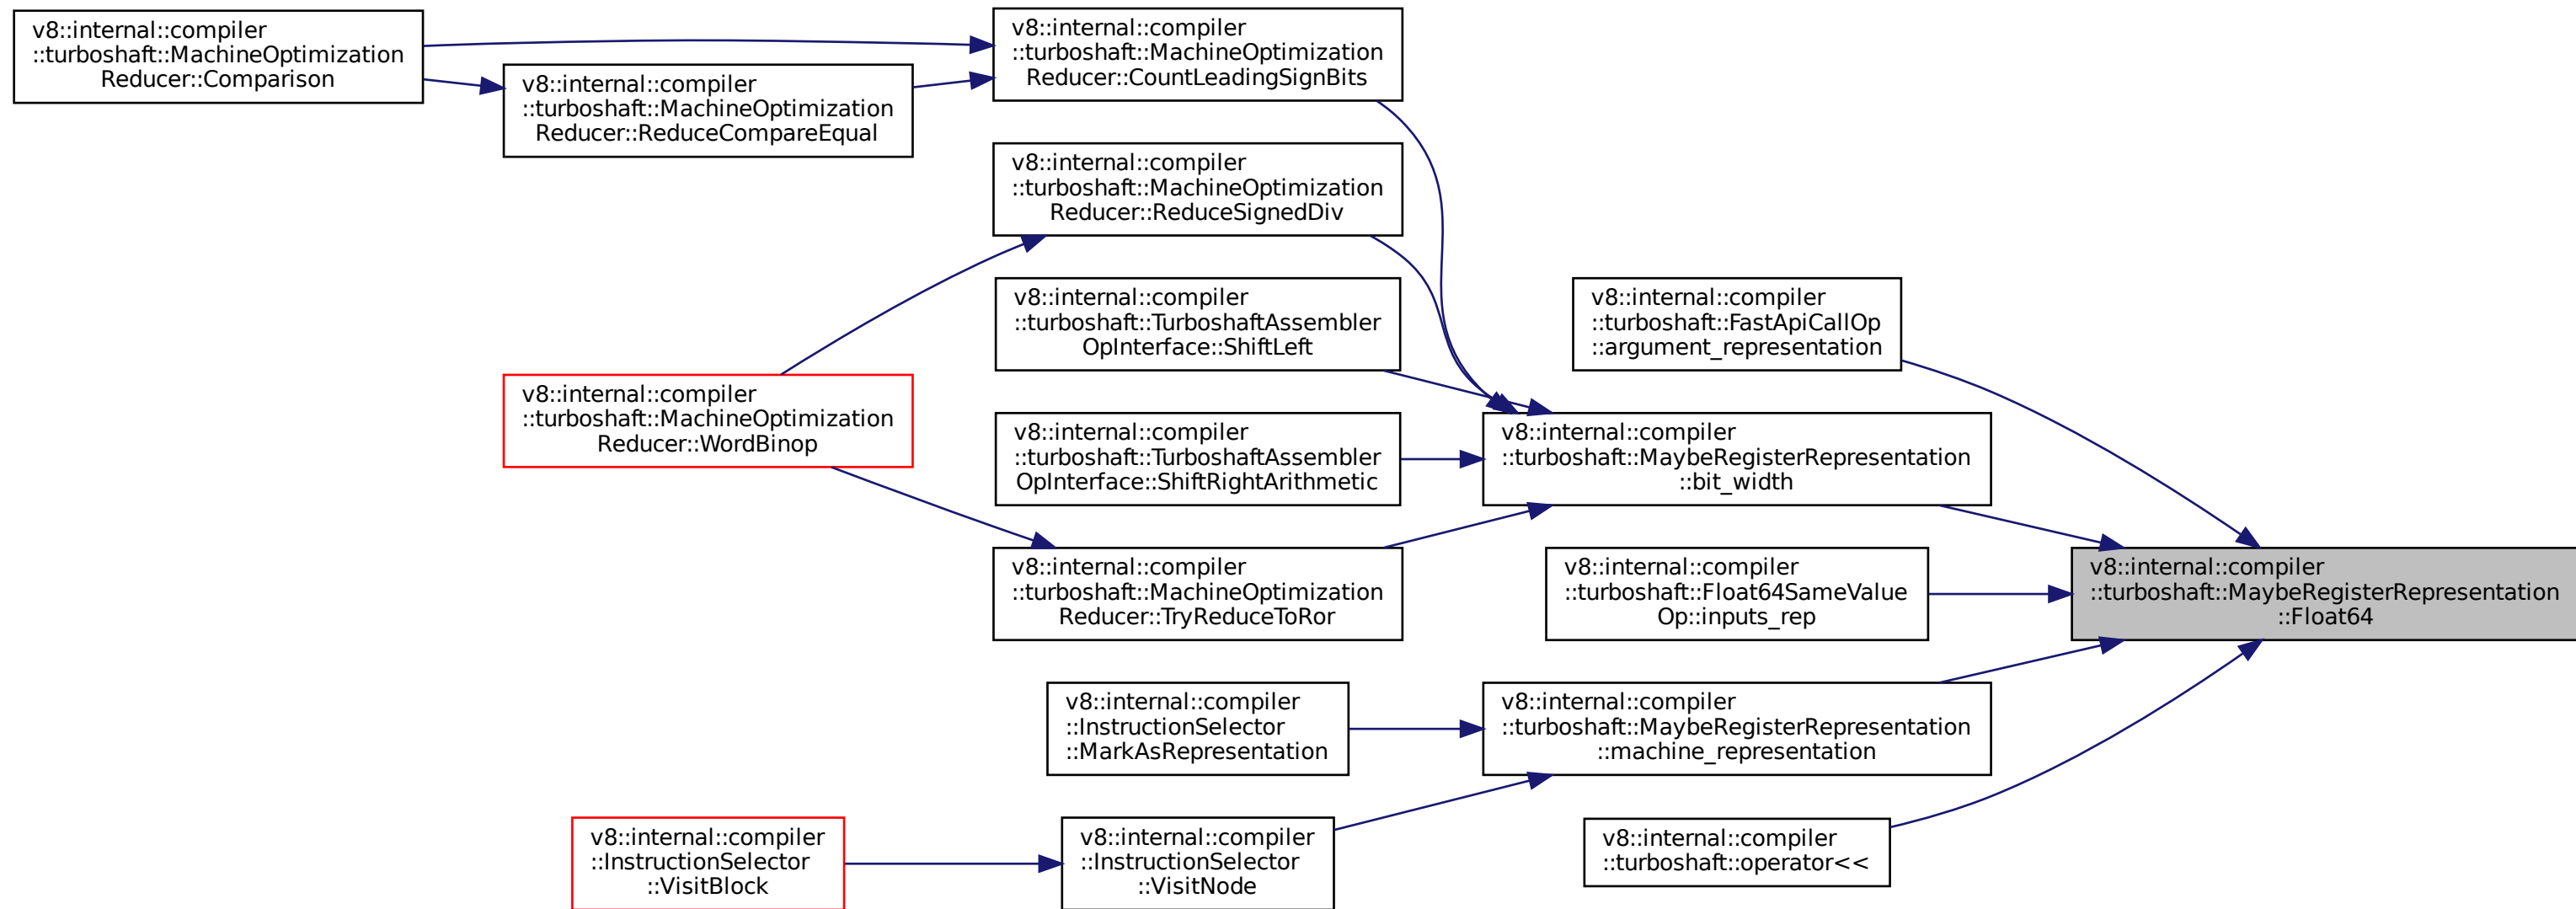 v8::internal::compiler
::turboshaft::MachineOptimization
Reducer::Comparison
v8::internal::compiler
::turboshaft::MachineOptimization
Reducer::ReduceCompareEqual
v8::internal::compiler
::turboshaft::MachineOptimization
Reducer::CountLeadingSignBits
v8::internal::compiler
::turboshaft::MachineOptimization
Reducer::ReduceSignedDiv
v8::internal::compiler
::turboshaft::TurboshaftAssembler
OpInterface::ShiftLeft
v8::internal::compiler
::turboshaft::FastApiCallOp
::argument_representation
v8::internal::compiler
::turboshaft::MachineOptimization
Reducer::WordBinop
v8::internal::compiler
::turboshaft::TurboshaftAssembler
OpInterface::ShiftRightArithmetic
v8::internal::compiler
::turboshaft::MaybeRegisterRepresentation
::bit_width
v8::internal::compiler
::turboshaft::MachineOptimization
Reducer::TryReduceToRor
v8::internal::compiler
::turboshaft::Float64SameValue
Op::inputs_rep
v8::internal::compiler
::turboshaft::MaybeRegisterRepresentation
::Float64
v8::internal::compiler
::InstructionSelector
::MarkAsRepresentation
v8::internal::compiler
::turboshaft::MaybeRegisterRepresentation
::machine_representation
v8::internal::compiler
::InstructionSelector
::VisitBlock
v8::internal::compiler
::InstructionSelector
::VisitNode
v8::internal::compiler
::turboshaft::operator<<